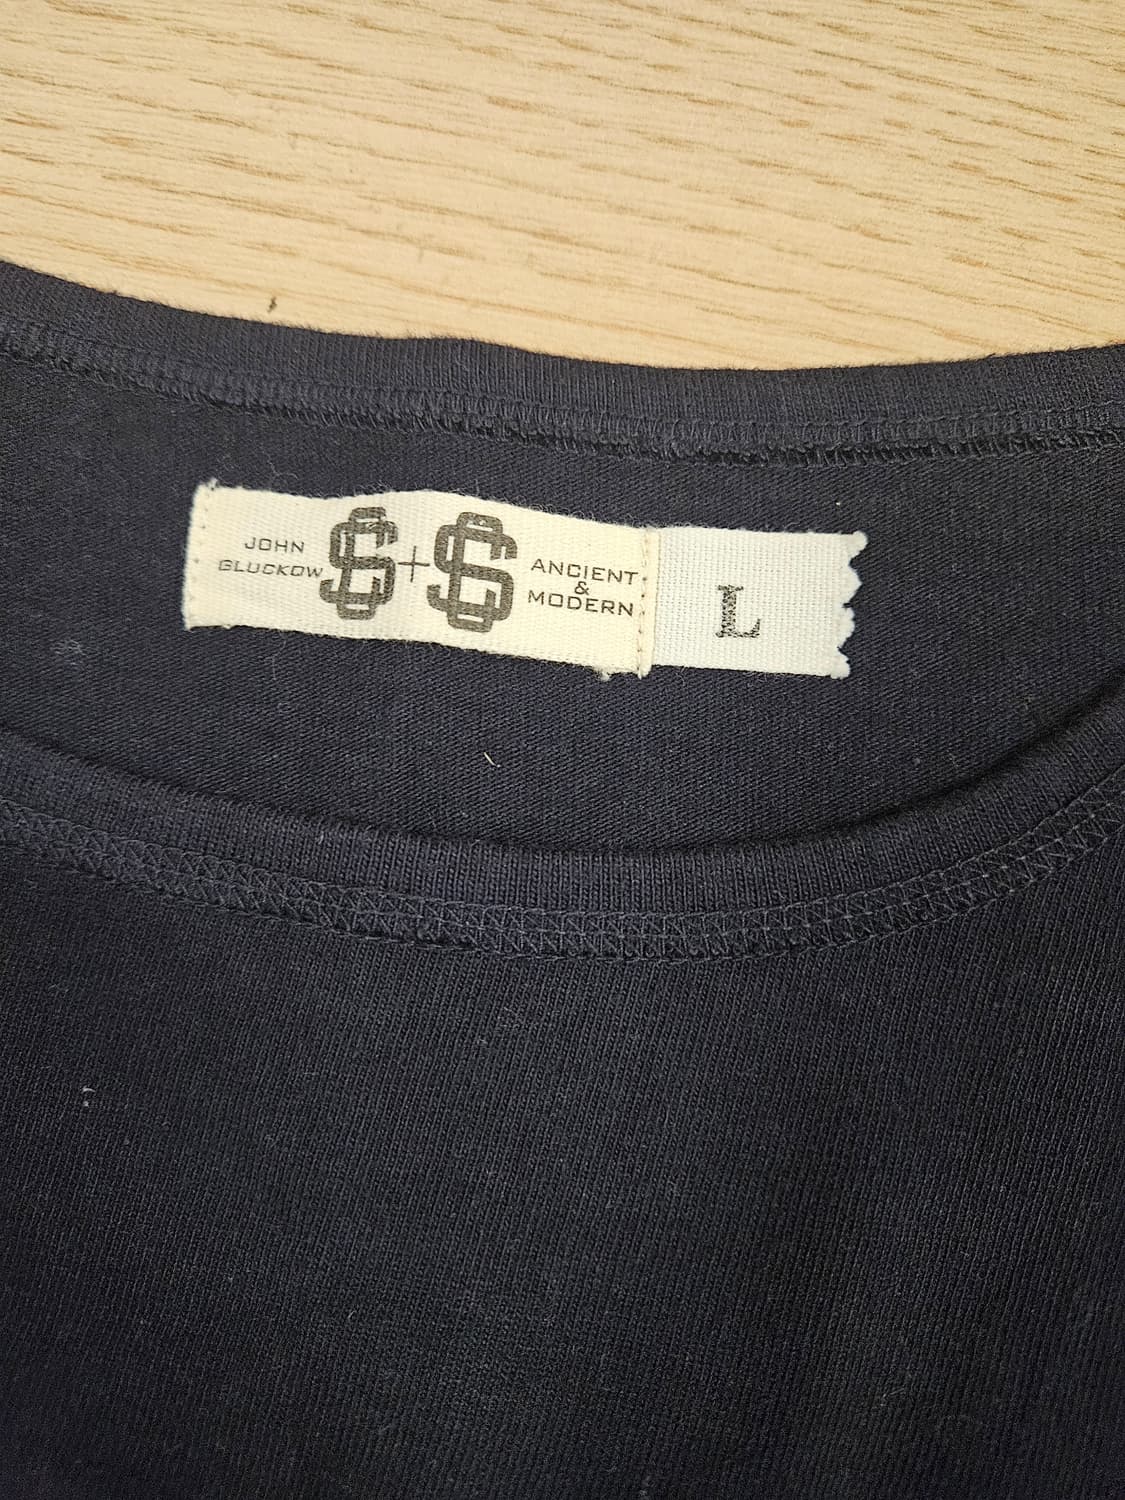 JOHN
GLUCKOW
+
ANCIENT
&
MODERN
L